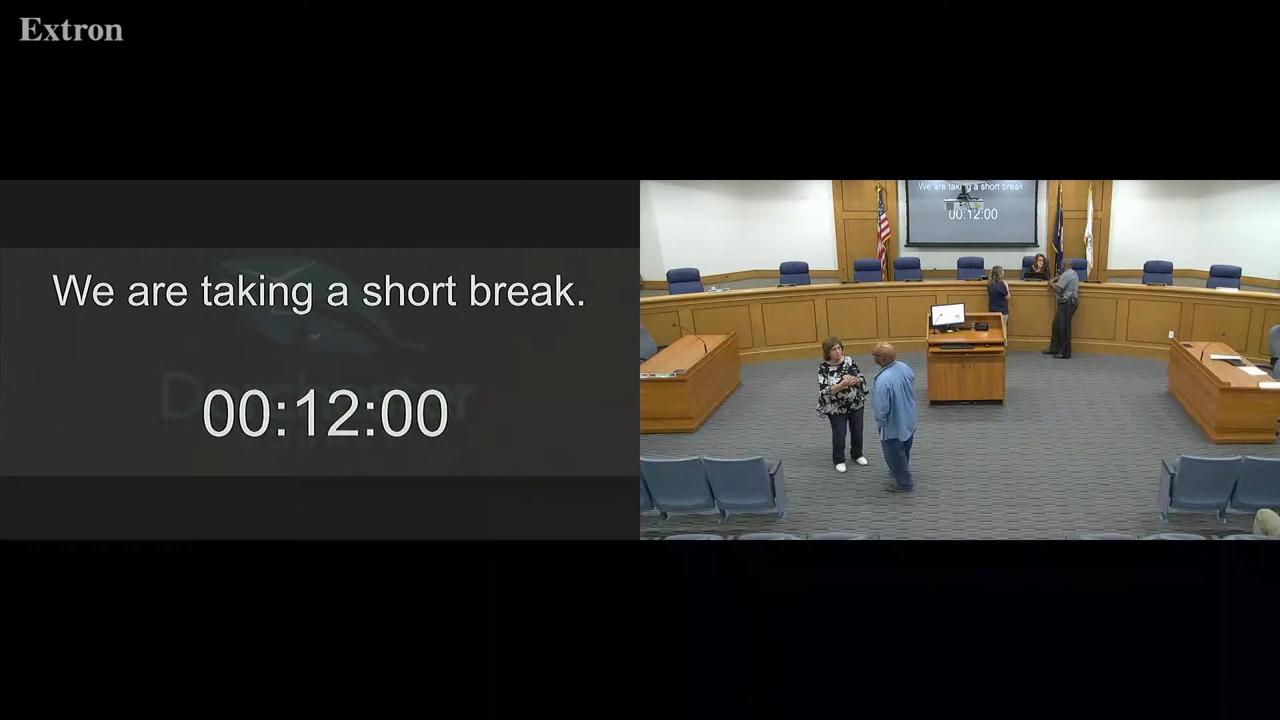 Extron
We are taking a short break.
00:12:00
We are taking a short break
00:12:00